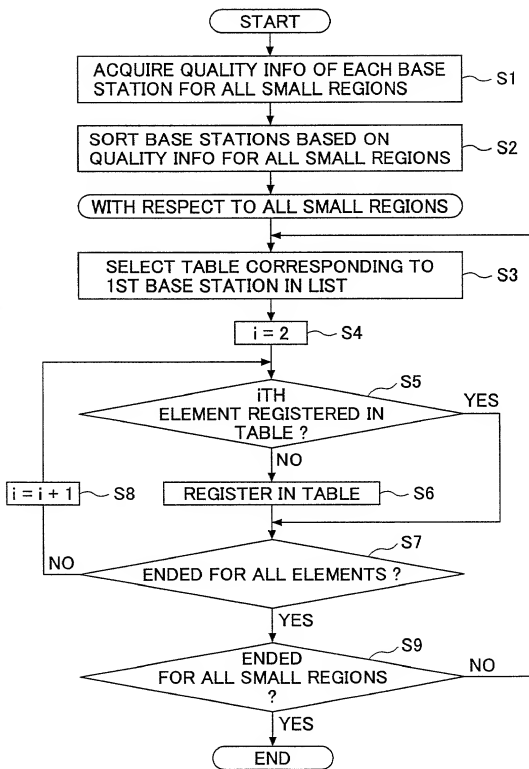 START
ACQUIRE QUALITY INFO OF EACH BASE
STATION FOR ALL SMALL REGIONS
S1
SORT BASE STATIONS BASED ON
QUALITY INFO FOR ALL SMALL REGIONS
S2
WITH RESPECT TO ALL SMALL REGIONS
SELECT TABLE CORRESPONDING TO
1ST BASE STATION IN LIST
S3
i = 2
S4
iTH
ELEMENT REGISTERED IN
TABLE ?
S5
YES
NO
i = i + 1
S8
REGISTER IN TABLE
S6
ENDED FOR ALL ELEMENTS ?
S7
NO
YES
ENDED
FOR ALL SMALL REGIONS
?
S9
NO
YES
END